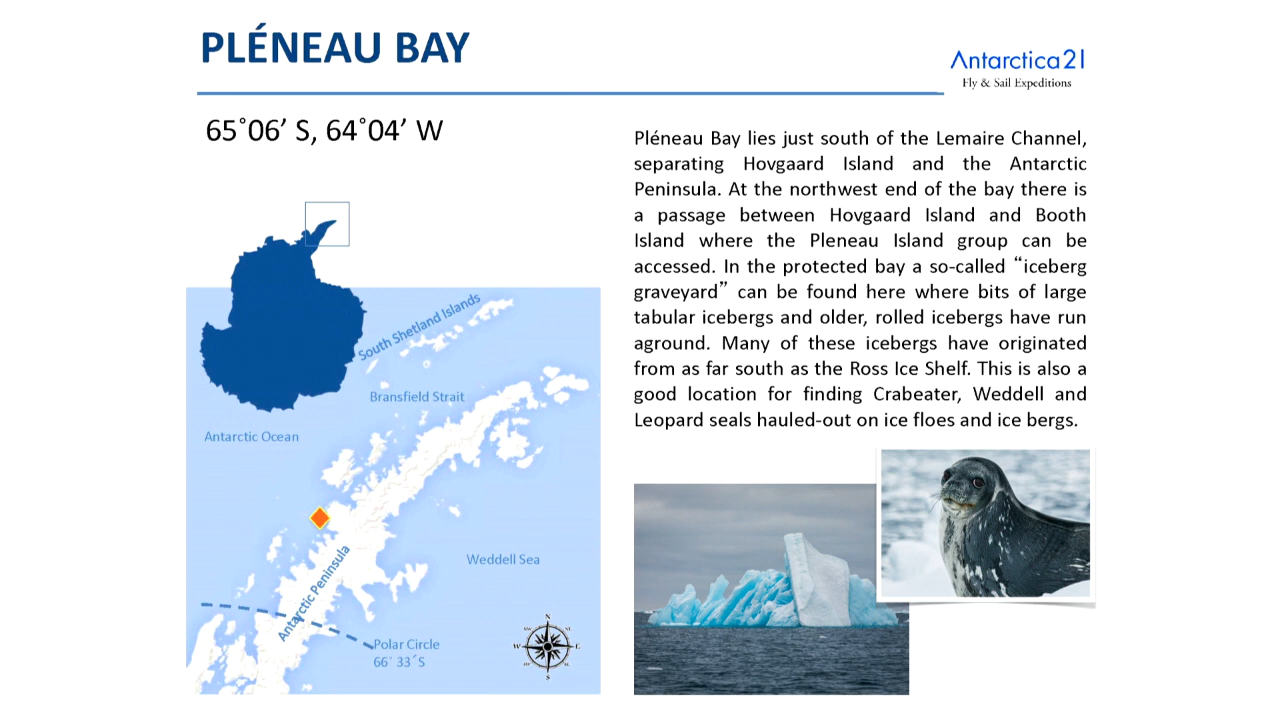 PLÉNEAU BAY
Antarctica21
Fly & Sail Expeditions
65°06’ S, 64°04’ W
Pléneau Bay lies just south of the Lemaire Channel,
separating Hovgaard Island and the Antarctic
Peninsula. At the northwest end of the bay there is
a passage between Hovgaard Island and Booth
Island where the Pleneau Island group can be
accessed. In the protected bay a so-called “iceberg
graveyard” can be found here where bits of large
tabular icebergs and older, rolled icebergs have run
aground. Many of these icebergs have originated
from as far south as the Ross Ice Shelf. This is also a
good location for finding Crabeater, Weddell and
Leopard seals hauled-out on ice floes and ice bergs.
South Shetland Islands
Bransfield Strait
Antarctic Ocean
Weddell Sea
Antarctic Peninsula
Polar Circle
66° 33´S
N
W
E
S